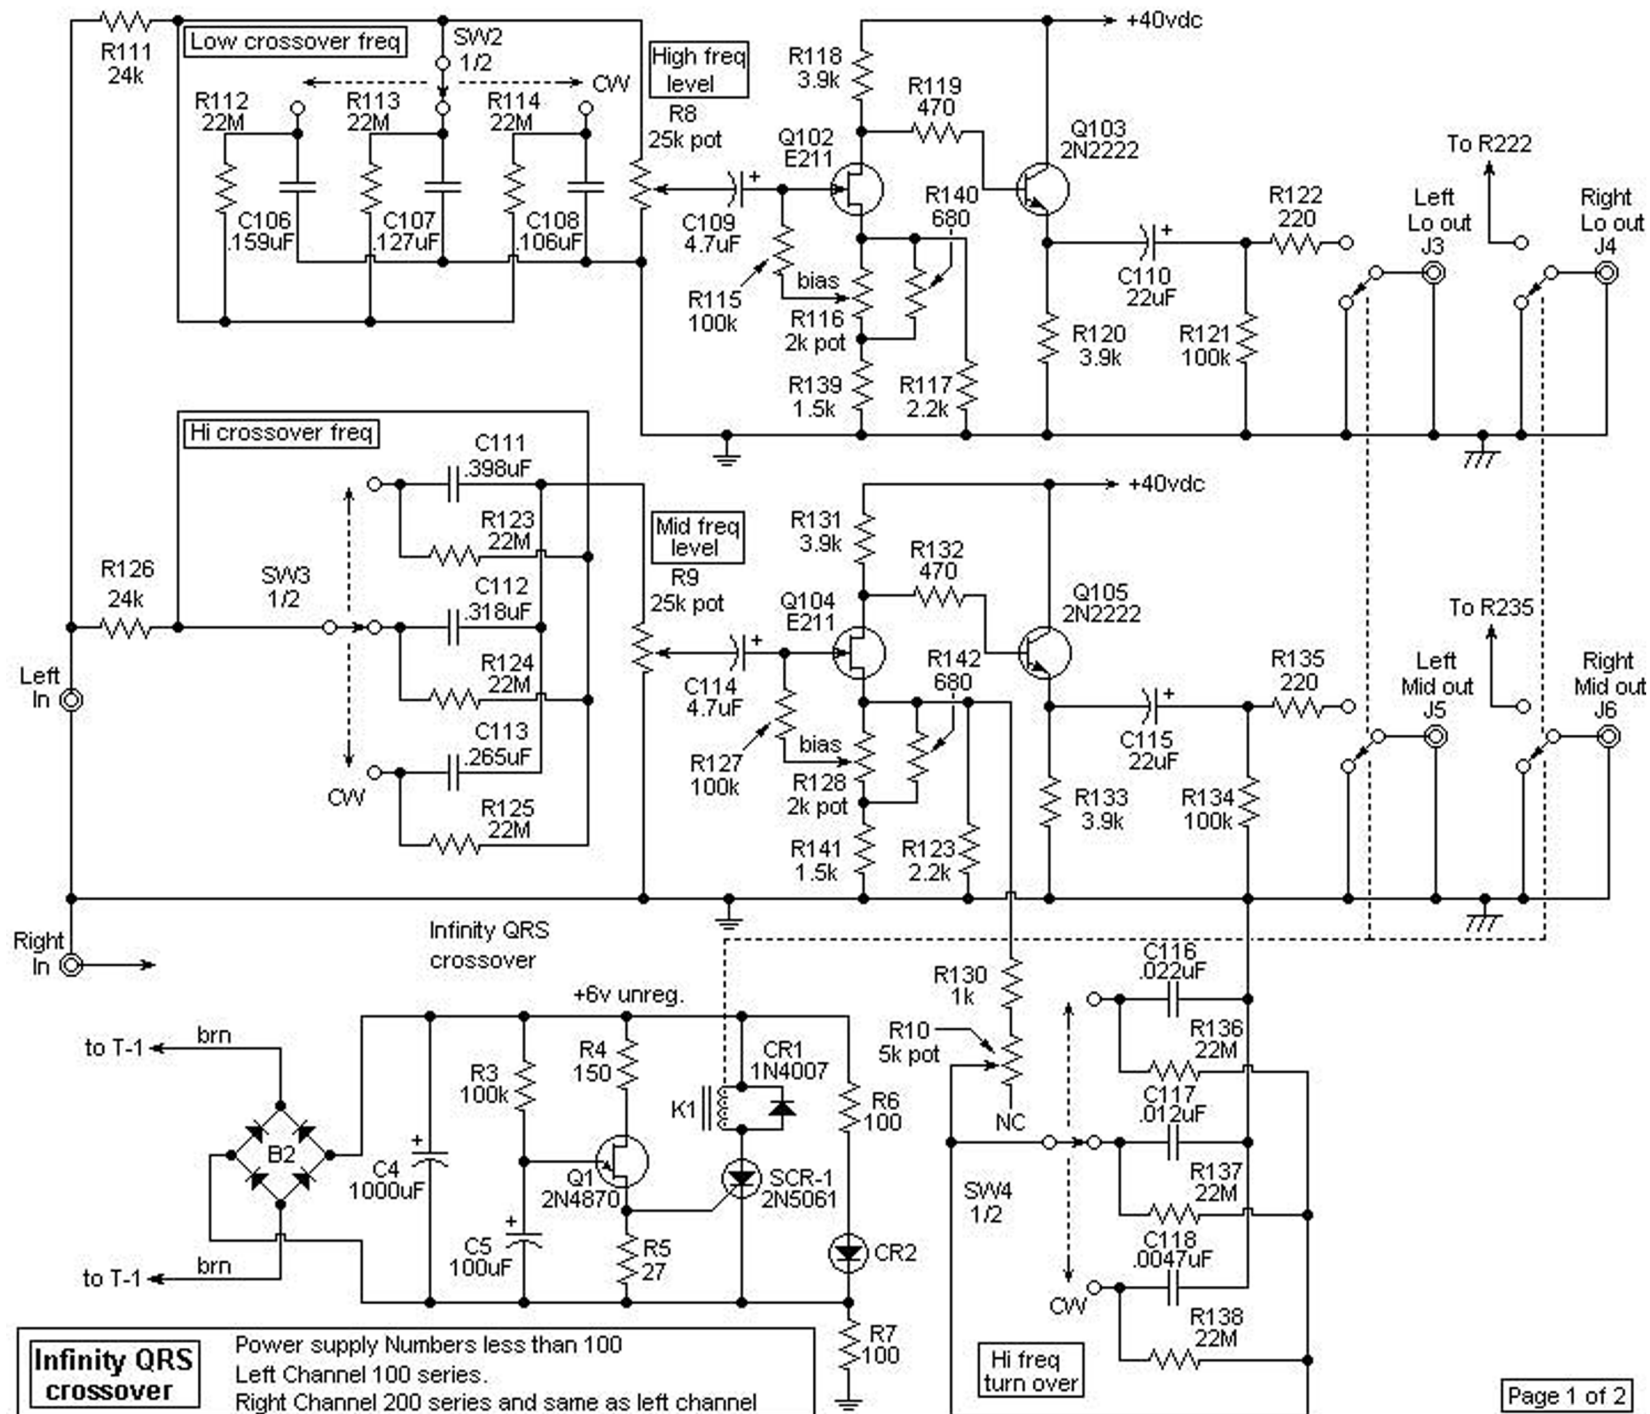 R111
24k
Low crossover freq
SW2
1/2
CW
R112
22M
R113
22M
R114
22M
C106
.159uF
C107
.127uF
C108
.106uF
High freq
level
R8
25k pot
C109
4.7uF
R115
100k
R118
3.9k
Q102
E211
R119
470
R140
680
bias
R116
2k pot
R139
1.5k
R117
2.2k
+40vdc
Q103
2N2222
C110
22uF
R120
3.9k
R121
100k
R122
220
To R222
Left
Lo out
J3
Right
Lo out
J4
Hi crossover freq
C111
.398uF
R123
22M
R126
24k
SW3
1/2
C112
.318uF
R124
22M
C113
.265uF
CW
R125
22M
Left
In
Right
In
Mid freq
level
R9
25k pot
C114
4.7uF
R127
100k
R131
3.9k
Q104
E211
R132
470
R142
680
bias
R128
2k pot
R141
1.5k
R123
2.2k
+40vdc
Q105
2N2222
C115
22uF
R133
3.9k
R134
100k
R135
220
To R235
Left
Mid out
J5
Right
Mid out
J6
Infinity QRS
crossover
+6v unreg.
to T-1
brn
B2
to T-1
brn
C4
1000uF
R3
100k
C5
100uF
R4
150
Q1
2N4870
R5
27
K1
CR1
1N4007
SCR-1
2N5061
R6
100
CR2
R7
100
R130
1k
R10
5k pot
NC
SW4
1/2
CW
C116
.022uF
R136
22M
C117
.012uF
R137
22M
C118
.0047uF
R138
22M
Hi freq
turn over
Infinity QRS
crossover
Power supply Numbers less than 100
Left Channel 100 series.
Right Channel 200 series and same as left channel
Page 1 of 2